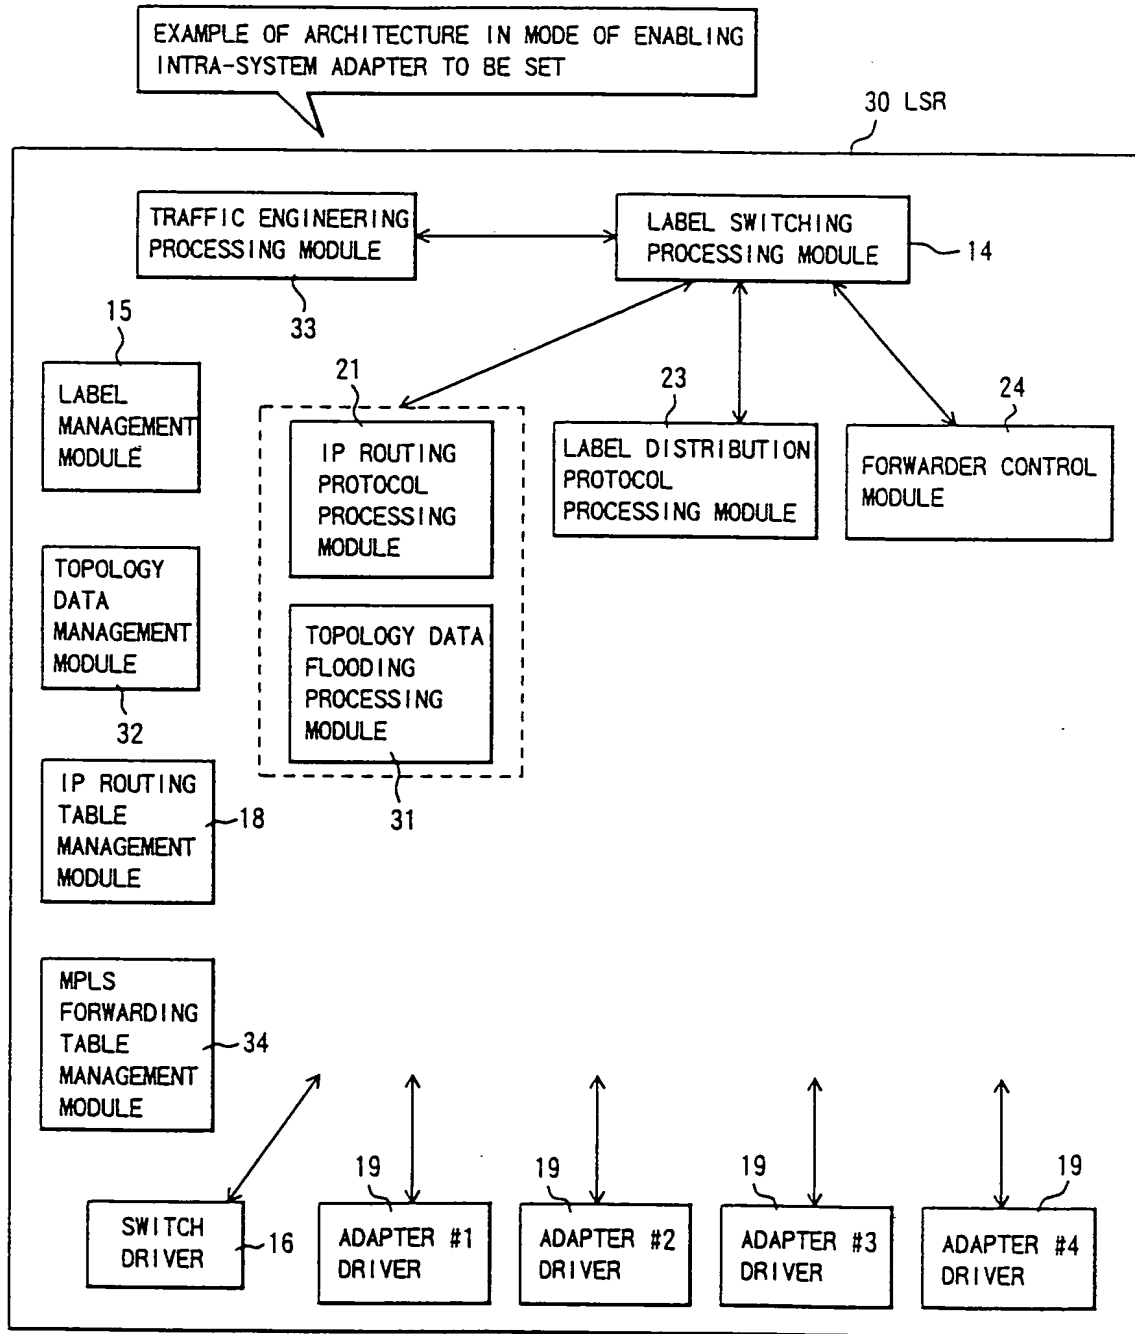 EXAMPLE OF ARCHITECTURE IN MODE OF ENABLING
INTRA-SYSTEM ADAPTER TO BE SET
30 LSR
TRAFFIC ENGINEERING
PROCESSING MODULE
33
LABEL SWITCHING
PROCESSING MODULE
14
15
LABEL
MANAGEMENT
MODULE
21
IP ROUTING
PROTOCOL
PROCESSING
MODULE
23
LABEL DISTRIBUTION
PROTOCOL
PROCESSING MODULE
24
FORWARDER CONTROL
MODULE
TOPOLOGY
DATA
MANAGEMENT
MODULE
32
TOPOLOGY DATA
FLOODING
PROCESSING
MODULE
31
IP ROUTING
TABLE
MANAGEMENT
MODULE
18
MPLS
FORWARDING
TABLE
MANAGEMENT
MODULE
34
SWITCH
DRIVER
16
19
ADAPTER #1
DRIVER
19
ADAPTER #2
DRIVER
19
ADAPTER #3
DRIVER
19
ADAPTER #4
DRIVER